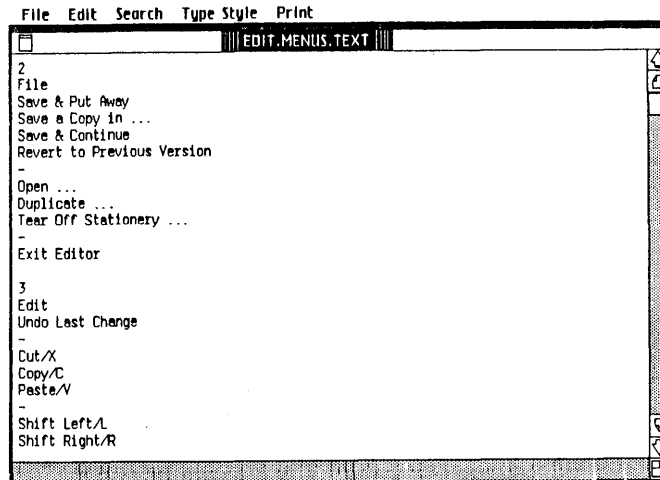 File Edit Search Type Style Print
EDIT.MENUS.TEXT
2
File
Save & Put Away
Save a Copy in ...
Save & Continue
Revert to Previous Version
-
Open ...
Duplicate ...
Tear Off Stationery ...
-
Exit Editor
3
Edit
Undo Last Change
-
Cut/X
Copy/C
Paste/V
-
Shift Left/L
Shift Right/R